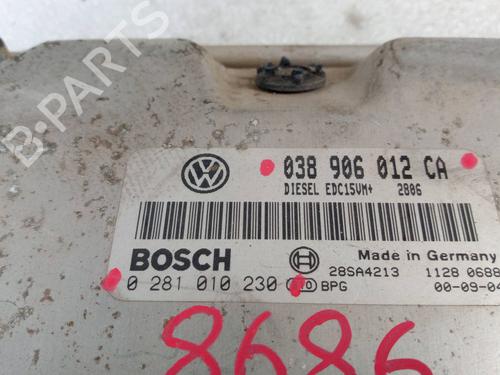 038 906 012 CA
DIESEL EDC15VM+ 2806
BOSCH
Made in Germany
0 281 010 230
28SA4213 1128 0688
BPG 00-09-04
8686
B-PARTS